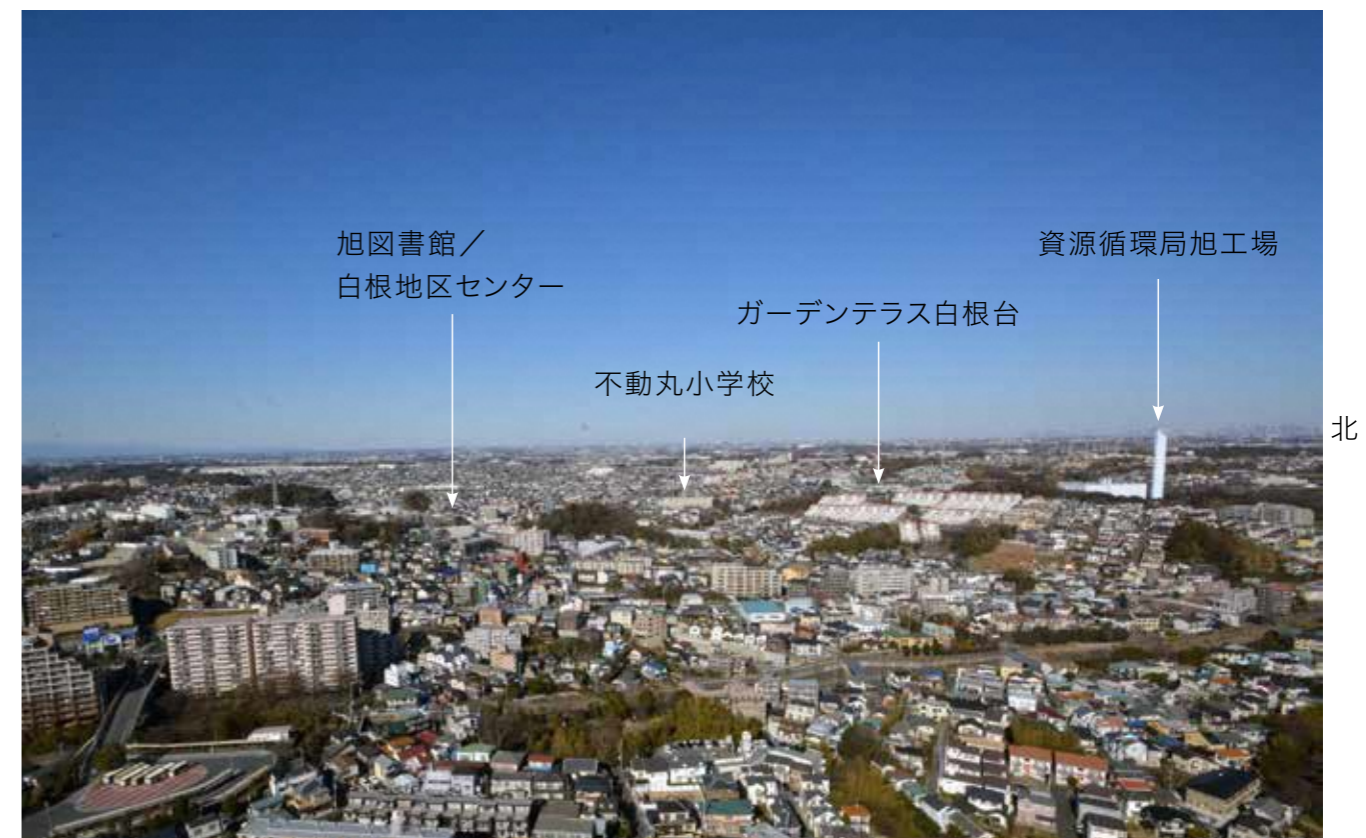 旭図書館／
白根地区センター
不動丸小学校
ガーデンテラス白根台
資源循環局旭工場
北